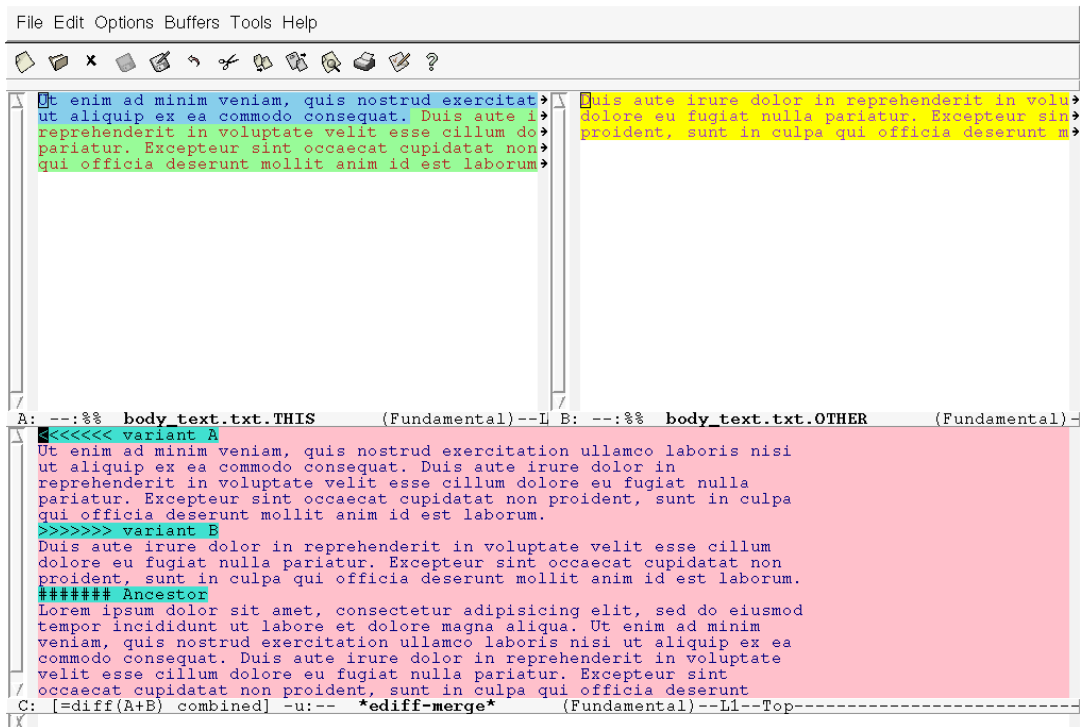 File Edit Options Buffers Tools Help
Ut enim ad minim veniam, quis nostrud exercitat
ut aliquip ex ea commodo consequat. Duis aute i
reprehenderit in voluptate velit esse cillum do
pariatur. Excepteur sint occaecat cupidatat non
qui officia deserunt mollit anim id est laborum
A: --:%% body_text.txt.THIS (Fundamental)--L
Duis aute irure dolor in reprehenderit in volu
dolore eu fugiat nulla pariatur. Excepteur sin
proident, sunt in culpa qui officia deserunt m
B: --:%% body_text.txt.OTHER (Fundamental)-
<<<<<<< variant A
Ut enim ad minim veniam, quis nostrud exercitation ullamco laboris nisi
ut aliquip ex ea commodo consequat. Duis aute irure dolor in
reprehenderit in voluptate velit esse cillum dolore eu fugiat nulla
pariatur. Excepteur sint occaecat cupidatat non proident, sunt in culpa
qui officia deserunt mollit anim id est laborum.
>>>>>>> variant B
Duis aute irure dolor in reprehenderit in voluptate velit esse cillum
dolore eu fugiat nulla pariatur. Excepteur sint occaecat cupidatat non
proident, sunt in culpa qui officia deserunt mollit anim id est laborum.
####### Ancestor
Lorem ipsum dolor sit amet, consectetur adipisicing elit, sed do eiusmod
tempor incididunt ut labore et dolore magna aliqua. Ut enim ad minim
veniam, quis nostrud exercitation ullamco laboris nisi ut aliquip ex ea
commodo consequat. Duis aute irure dolor in reprehenderit in voluptate
velit esse cillum dolore eu fugiat nulla pariatur. Excepteur sint
occaecat cupidatat non proident, sunt in culpa qui officia deserunt
C: [=diff(A+B) combined] -u:-- *ediff-merge* (Fundamental)--L1--Top---------------------------